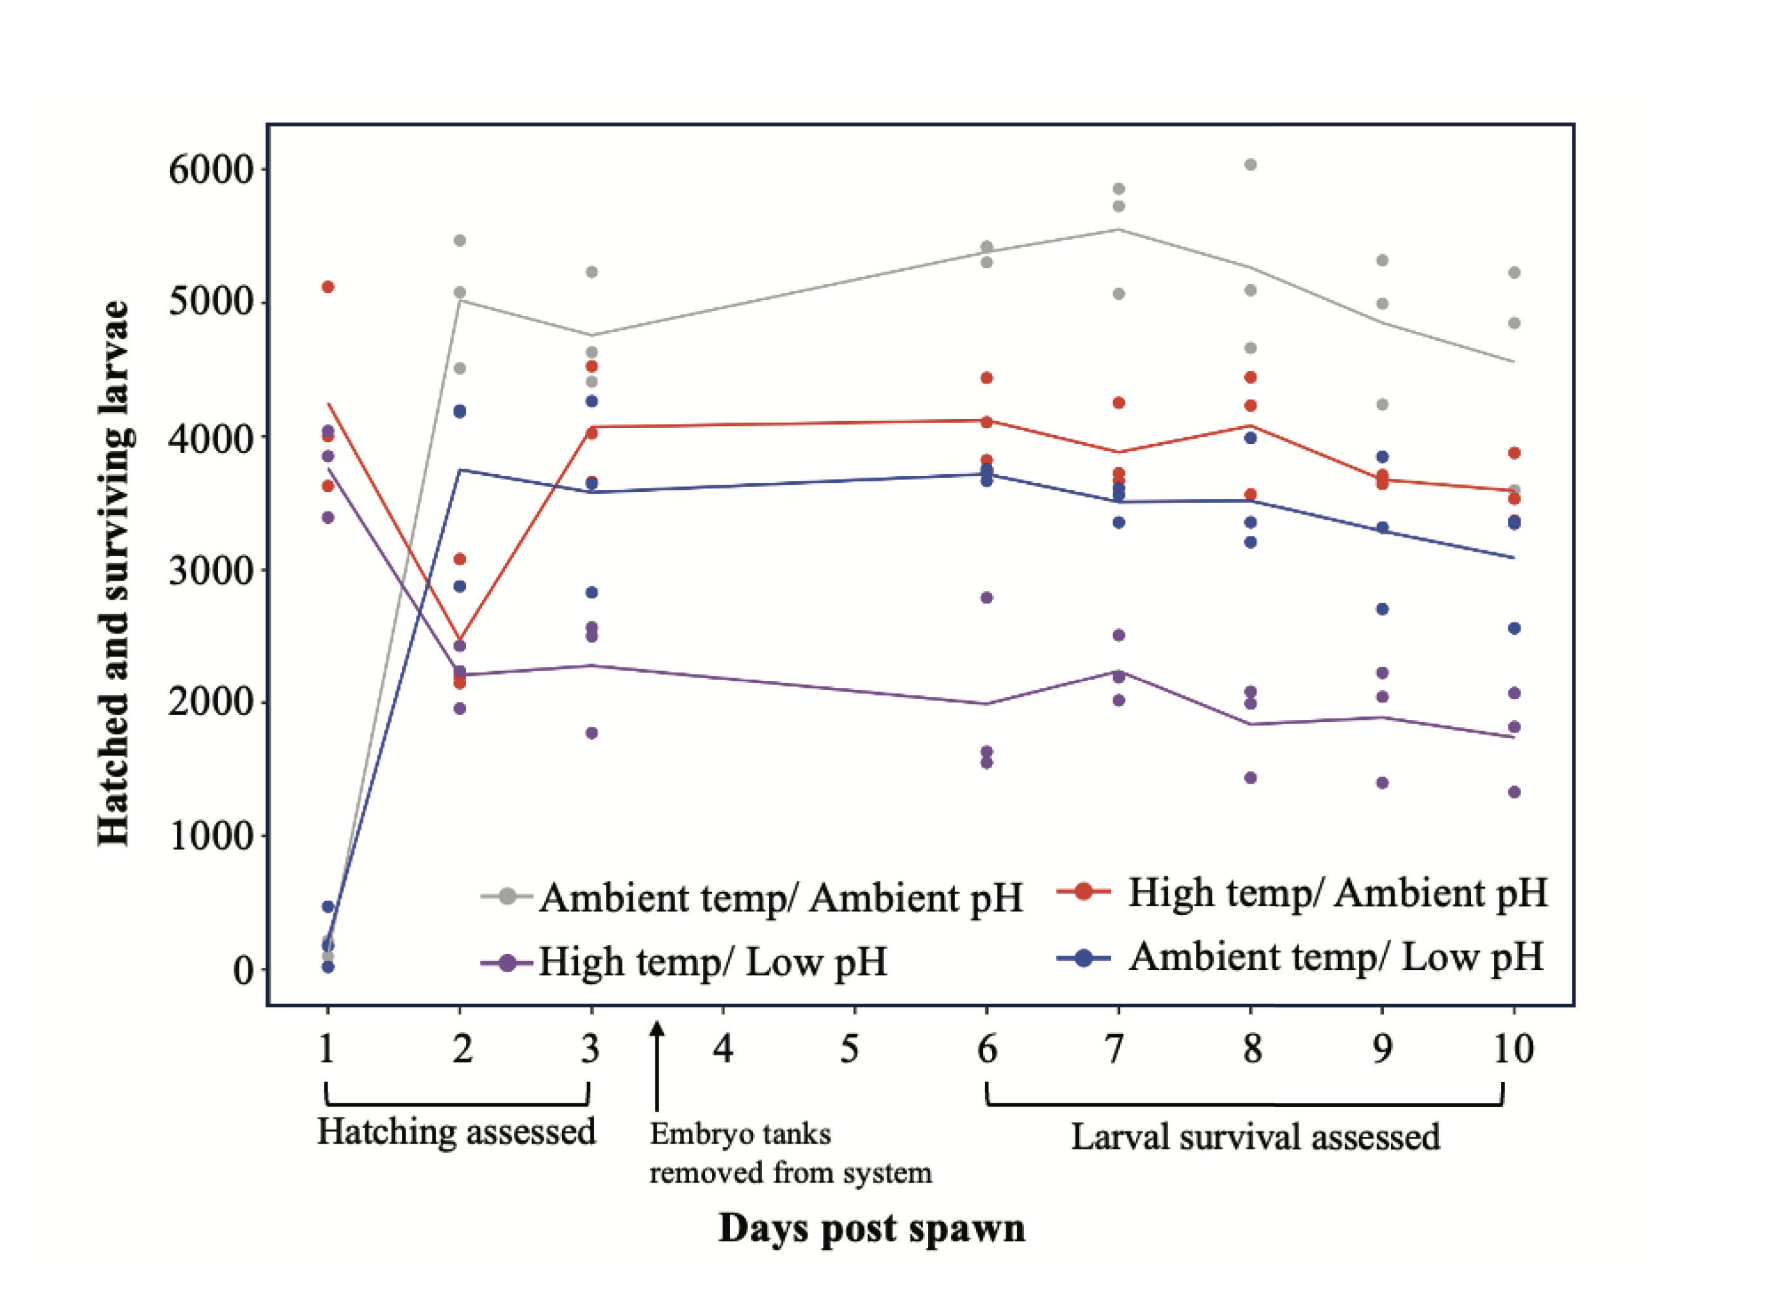 Hatched and surviving larvae
6000
5000
4000
3000
2000
1000
0
Ambient temp/ Ambient pH
High temp/ Ambient pH
High temp/ Low pH
Ambient temp/ Low pH
1 2 3 4 5 6 7 8 9 10
Hatching assessed
Embryo tanks
removed from system
Larval survival assessed
Days post spawn